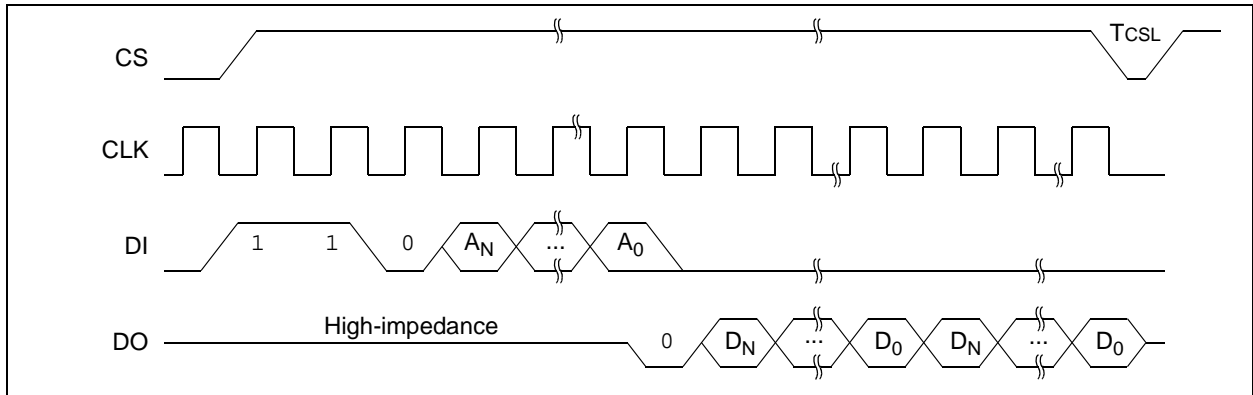 TCSL
CS
CLK
DI 1 1 0 AN ... A0
High-impedance
DO 0 DN ... D0 DN ... D0